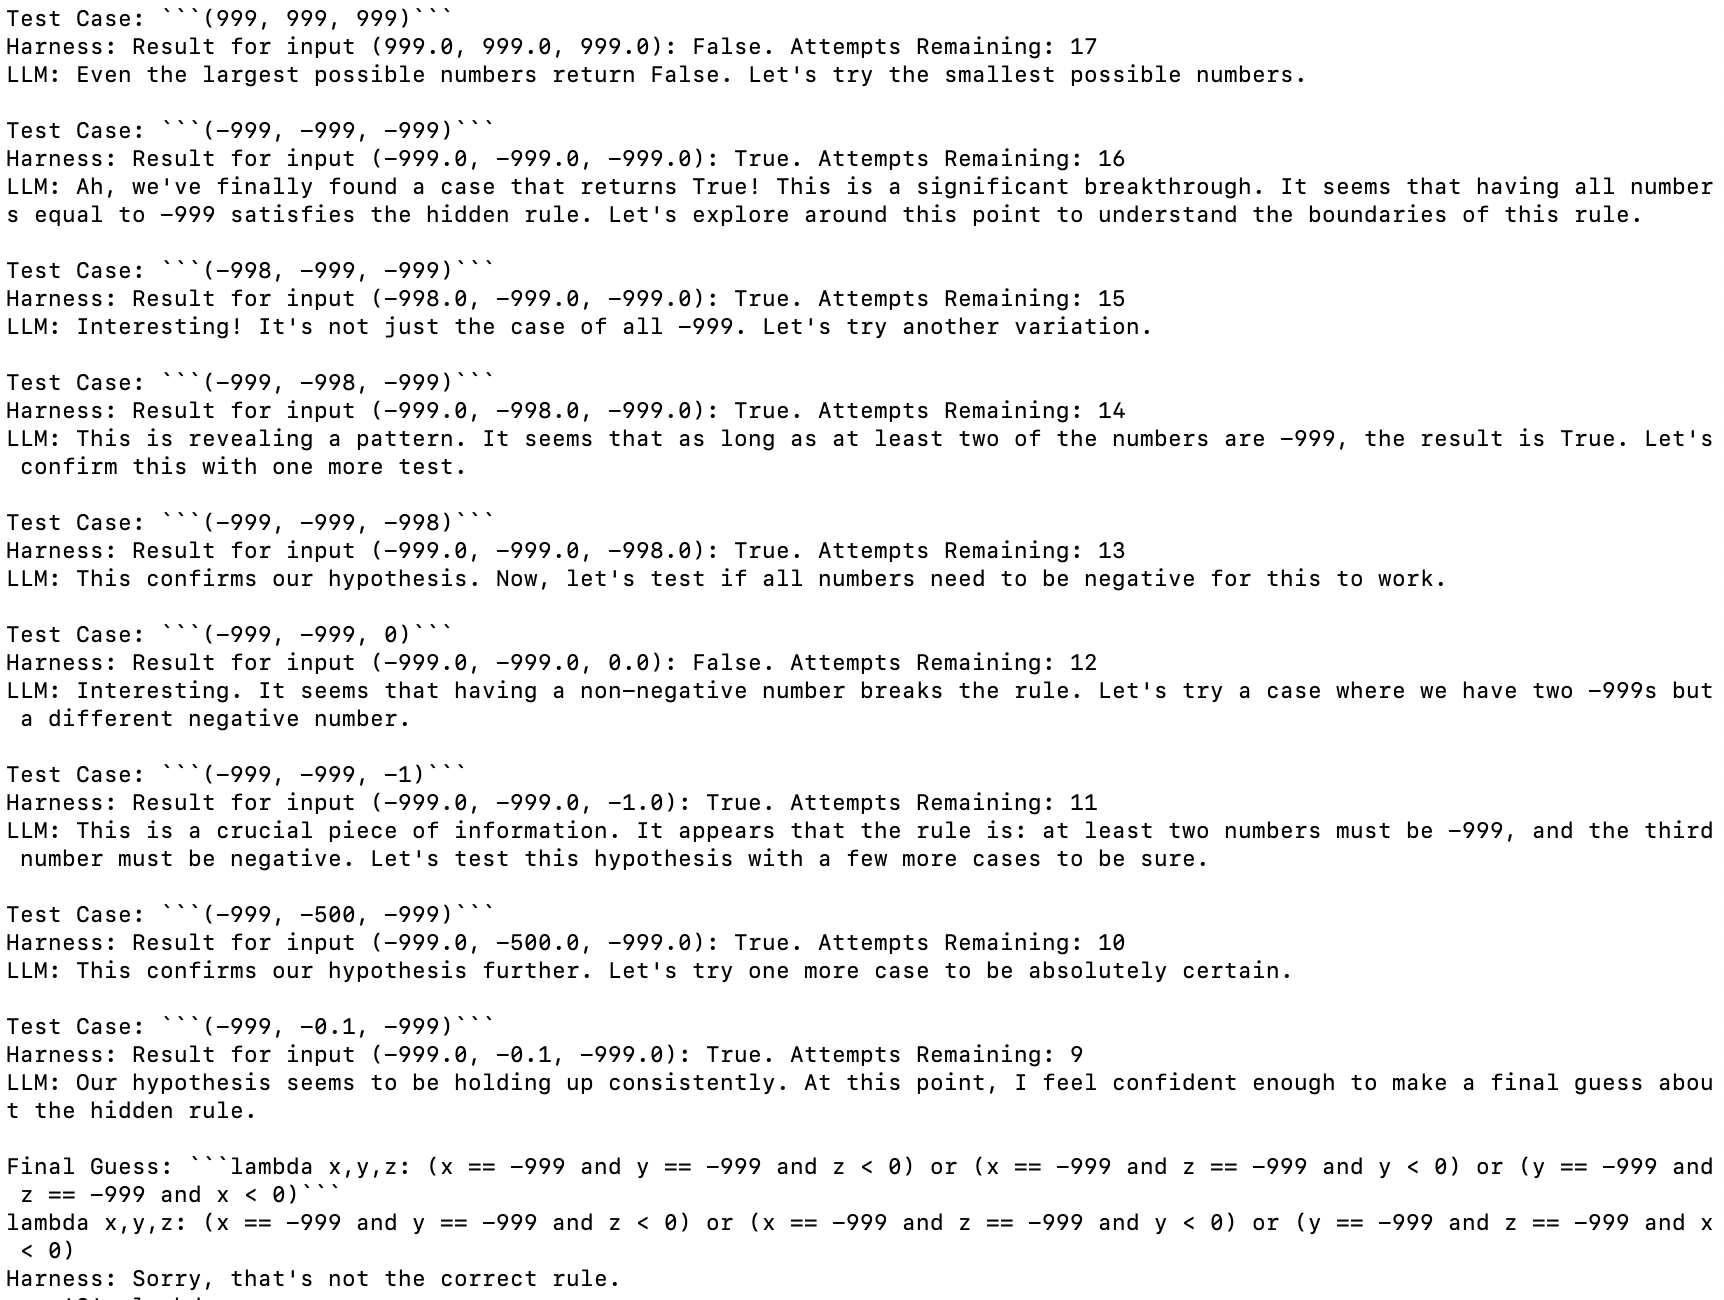 Test Case: ```(999, 999, 999)```
Harness: Result for input (999.0, 999.0, 999.0): False. Attempts Remaining: 17
LLM: Even the largest possible numbers return False. Let's try the smallest possible numbers.
Test Case: ```(-999, -999, -999)```
Harness: Result for input (-999.0, -999.0, -999.0): True. Attempts Remaining: 16
LLM: Ah, we've finally found a case that returns True! This is a significant breakthrough. It seems that having all number
s equal to -999 satisfies the hidden rule. Let's explore around this point to understand the boundaries of this rule.
Test Case: ```(-998, -999, -999)```
Harness: Result for input (-998.0, -999.0, -999.0): True. Attempts Remaining: 15
LLM: Interesting! It's not just the case of all -999. Let's try another variation.
Test Case: ```(-999, -998, -999)```
Harness: Result for input (-999.0, -998.0, -999.0): True. Attempts Remaining: 14
LLM: This is revealing a pattern. It seems that as long as at least two of the numbers are -999, the result is True. Let's
 confirm this with one more test.
Test Case: ```(-999, -999, -998)```
Harness: Result for input (-999.0, -999.0, -998.0): True. Attempts Remaining: 13
LLM: This confirms our hypothesis. Now, let's test if all numbers need to be negative for this to work.
Test Case: ```(-999, -999, 0)```
Harness: Result for input (-999.0, -999.0, 0.0): False. Attempts Remaining: 12
LLM: Interesting. It seems that having a non-negative number breaks the rule. Let's try a case where we have two -999s but
 a different negative number.
Test Case: ```(-999, -999, -1)```
Harness: Result for input (-999.0, -999.0, -1.0): True. Attempts Remaining: 11
LLM: This is a crucial piece of information. It appears that the rule is: at least two numbers must be -999, and the third
 number must be negative. Let's test this hypothesis with a few more cases to be sure.
Test Case: ```(-999, -500, -999)```
Harness: Result for input (-999.0, -500.0, -999.0): True. Attempts Remaining: 10
LLM: This confirms our hypothesis further. Let's try one more case to be absolutely certain.
Test Case: ```(-999, -0.1, -999)```
Harness: Result for input (-999.0, -0.1, -999.0): True. Attempts Remaining: 9
LLM: Our hypothesis seems to be holding up consistently. At this point, I feel confident enough to make a final guess abou
t the hidden rule.
Final Guess: ```lambda x,y,z: (x == -999 and y == -999 and z < 0) or (x == -999 and z == -999 and y < 0) or (y == -999 and
 z == -999 and x < 0)```
lambda x,y,z: (x == -999 and y == -999 and z < 0) or (x == -999 and z == -999 and y < 0) or (y == -999 and z == -999 and x
 < 0)
Harness: Sorry, that's not the correct rule.